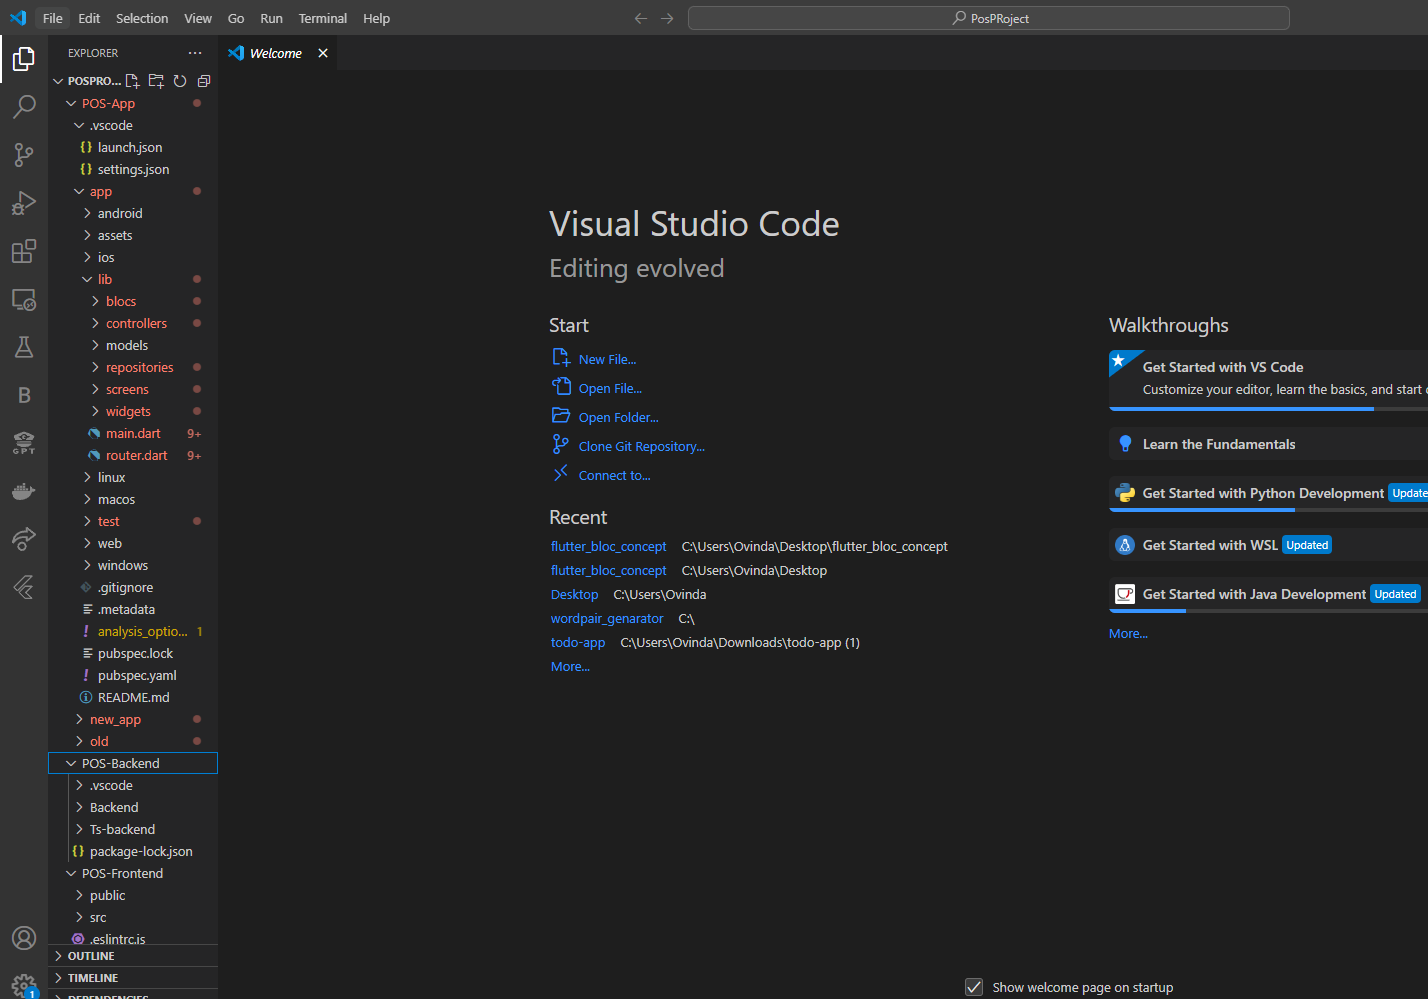 File Edit Selection View Go Run Terminal Help
PosPRoject
EXPLORER
Welcome
POSPRO...
POS-App
.vscode
{} launch.json
{} settings.json
app
android
assets
ios
lib
blocs
controllers
models
repositories
screens
widgets
main.dart 9+
router.dart 9+
linux
macos
test
web
windows
.gitignore
.metadata
! analysis_optio... 1
pubspec.lock
! pubspec.yaml
README.md
new_app
old
POS-Backend
.vscode
Backend
Ts-backend
{} package-lock.json
POS-Frontend
public
src
.eslintrc.js
OUTLINE
TIMELINE
DEPENDENCIES
B
GPT
1
Visual Studio Code
Editing evolved
Start
New File...
Open File...
Open Folder...
Clone Git Repository...
Connect to...
Recent
flutter_bloc_concept C:\Users\Ovinda\Desktop\flutter_bloc_concept
flutter_bloc_concept C:\Users\Ovinda\Desktop
Desktop C:\Users\Ovinda
wordpair_genarator C:\
todo-app C:\Users\Ovinda\Downloads\todo-app (1)
More...
Walkthroughs
Get Started with VS Code
Customize your editor, learn the basics, and start
Learn the Fundamentals
Get Started with Python Development Update
Get Started with WSL Updated
Get Started with Java Development Updated
More...
Show welcome page on startup